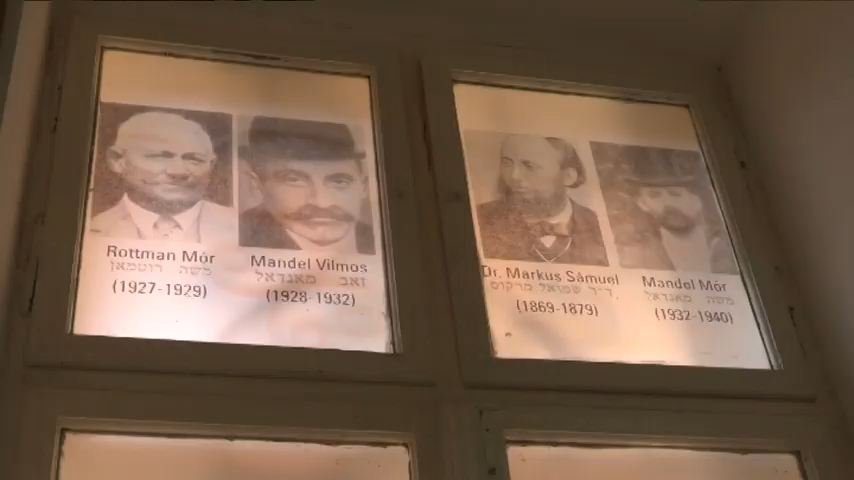 Rottman Mór
משה רוטמאן
(1927-1929)
Mandel Vilmos
זאב מאנדאל
(1928-1932)
Dr. Markus Sámuel
ד״ר שמואל מרקוס
(1869-1879)
Mandel Mór
משה מאנדאל
(1932-1940)